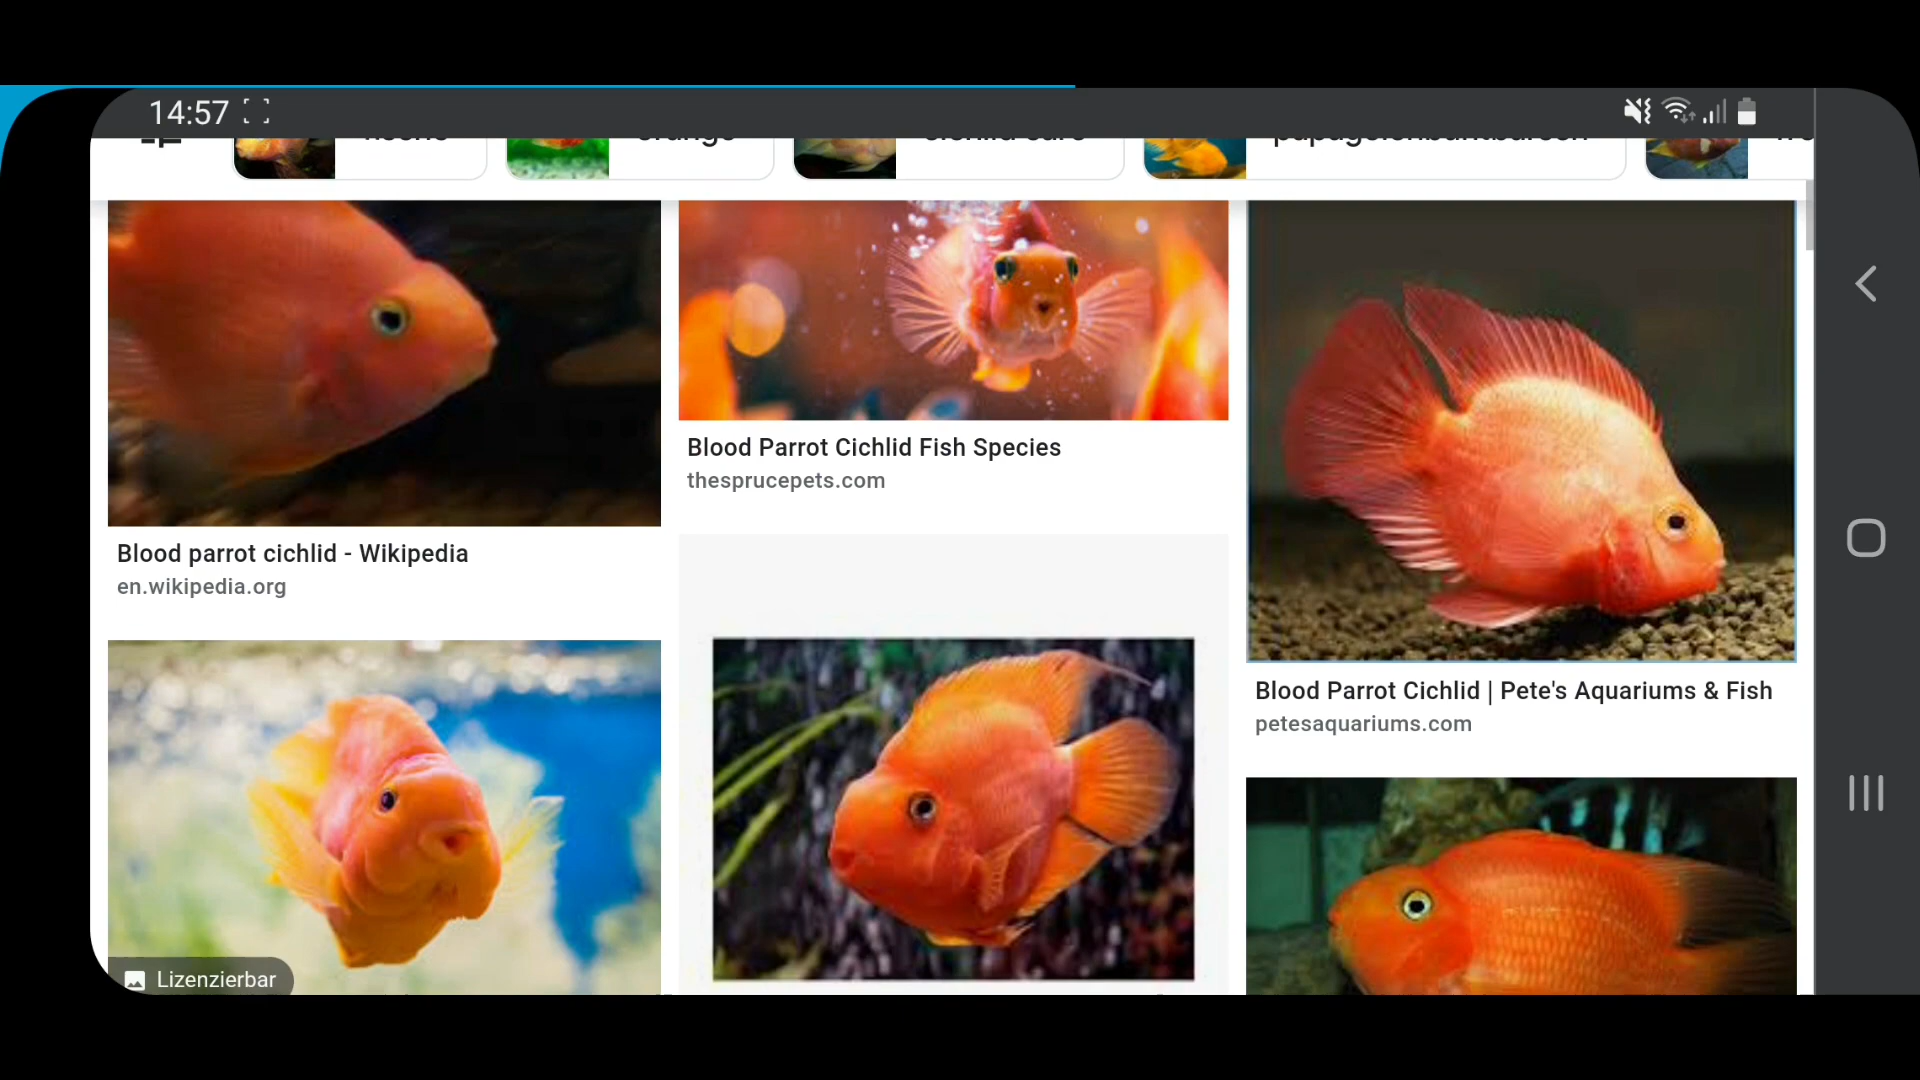 14:57
Blood Parrot Cichlid Fish Species
thesprucepets.com
Blood parrot cichlid - Wikipedia
en.wikipedia.org
Blood Parrot Cichlid | Pete's Aquariums & Fish
petesaquariums.com
Lizenzierbar